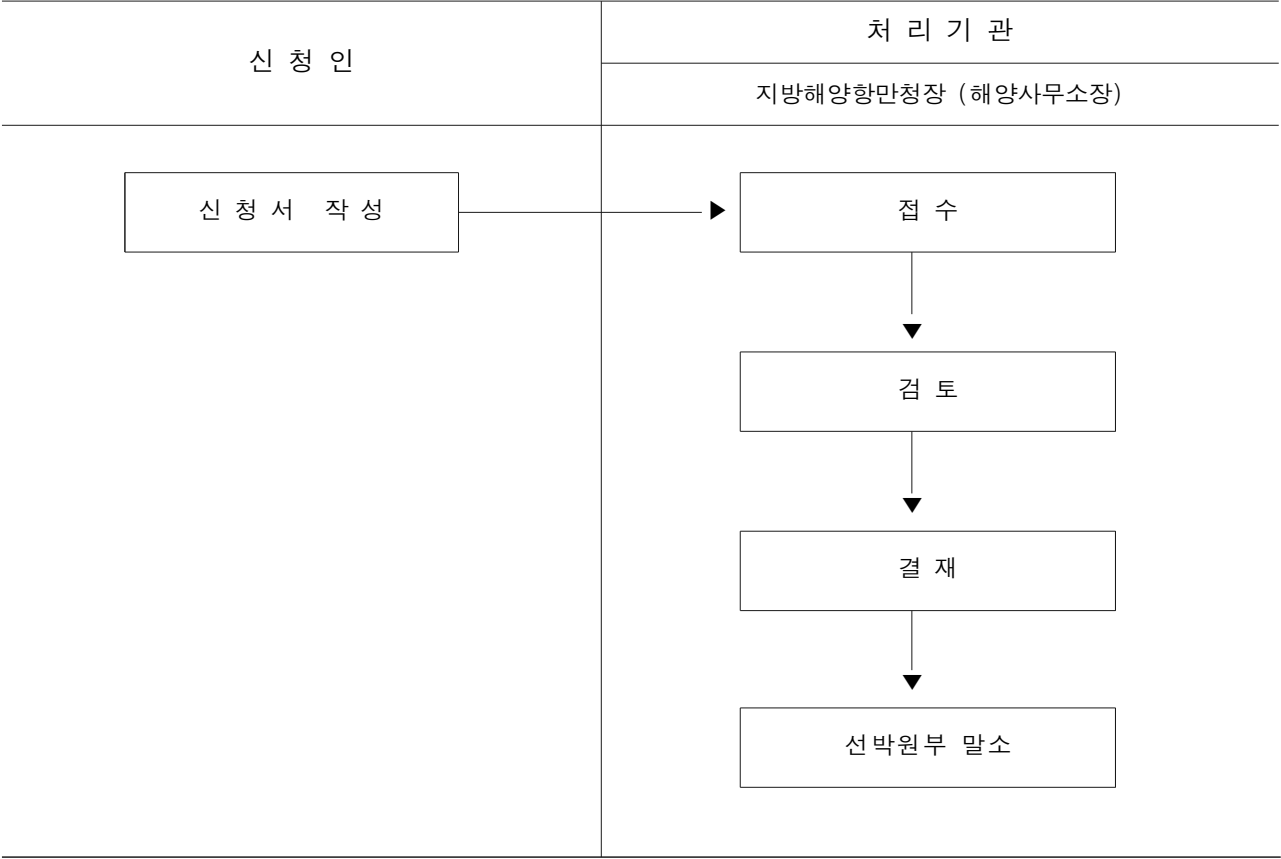 신 청 인
처 리 기 관
지방해양항만청장 (해양사무소장)
신 청 서 작 성
접 수
검 토
결 재
선박원부 말소